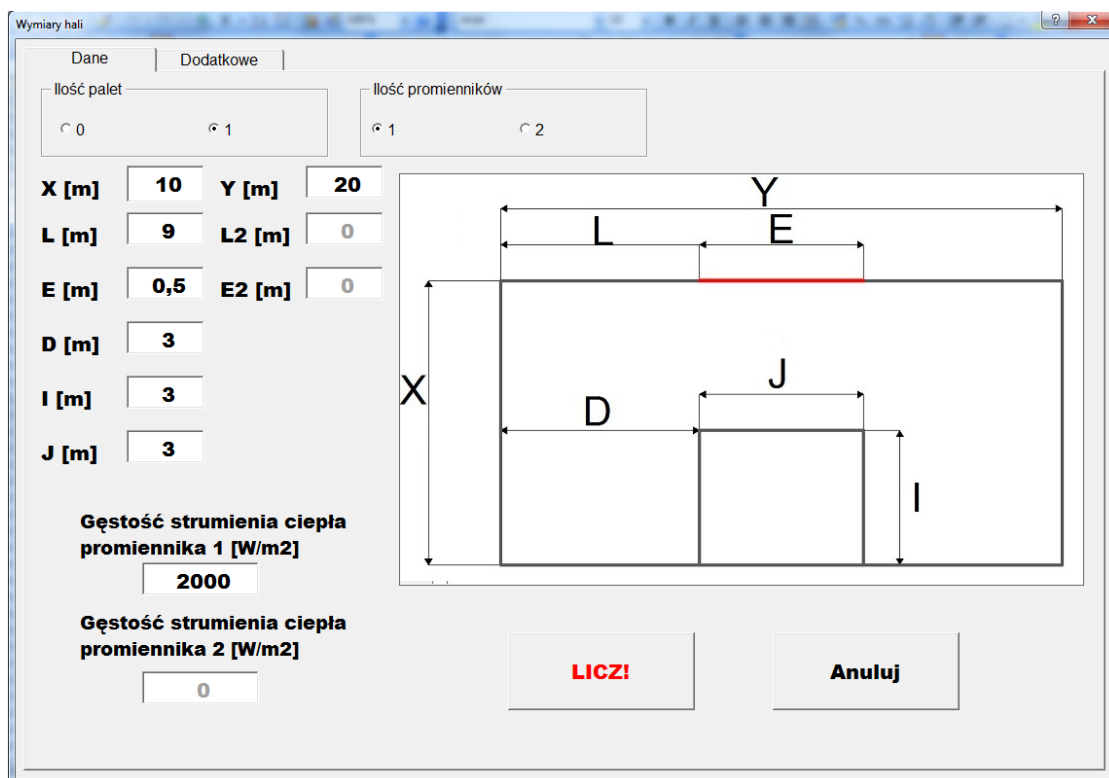 Wymiary hali
Dane Dodatkowe
Ilość palet Ilość promienników
0 1 1 2
X [m] 10 Y [m] 20
L [m] 9 L2 [m] 0
E [m] 0,5 E2 [m] 0
D [m] 3
I [m] 3
J [m] 3
Gęstość strumienia ciepła
promiennika 1 [W/m2]
2000
Gęstość strumienia ciepła
promiennika 2 [W/m2]
0
Y
L E
X
J
D
I
LICZ! Anuluj